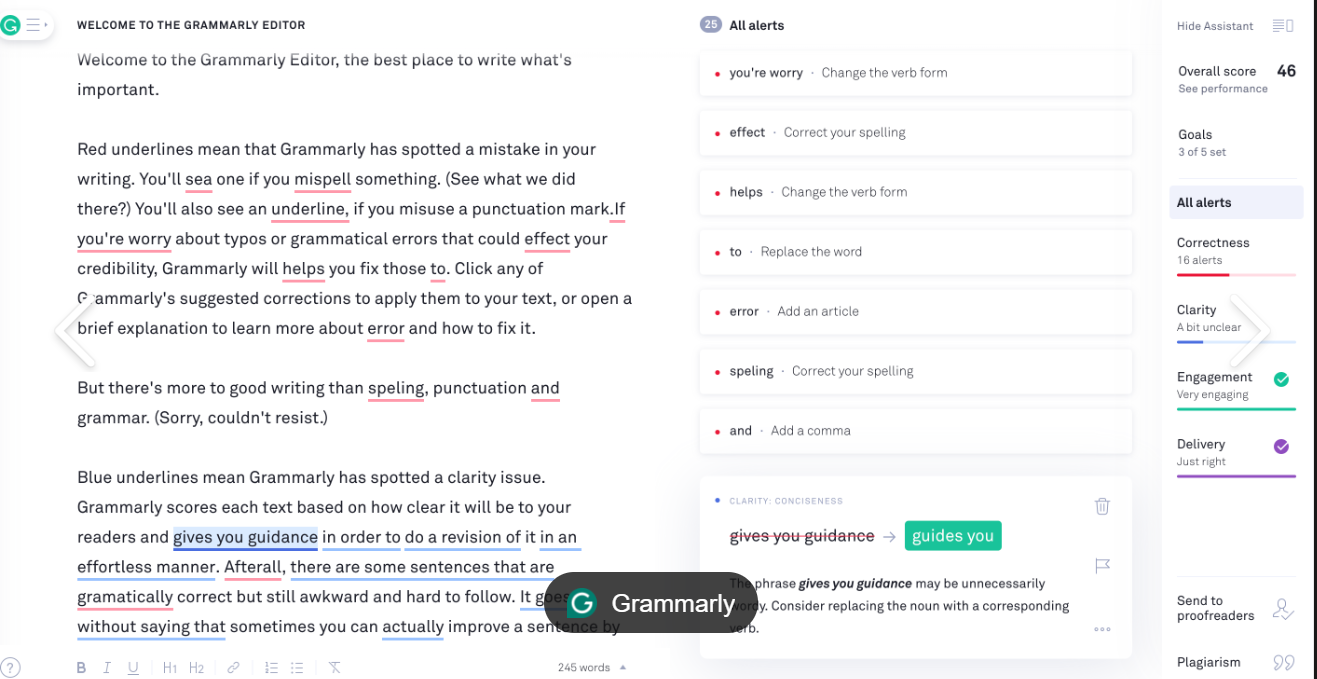 WELCOME TO THE GRAMMARLY EDITOR
Welcome to the Grammarly Editor, the best place to write what's
important.
Red underlines mean that Grammarly has spotted a mistake in your
writing. You'll sea one if you mispell something. (See what we did
there?) You'll also see an underline, if you misuse a punctuation mark.If
you're worry about typos or grammatical errors that could effect your
credibility, Grammarly will helps you fix those to. Click any of
Grammarly's suggested corrections to apply them to your text, or open a
brief explanation to learn more about error and how to fix it.
But there's more to good writing than speling, punctuation and
grammar. (Sorry, couldn't resist.)
Blue underlines mean Grammarly has spotted a clarity issue.
Grammarly scores each text based on how clear it will be to your
readers and gives you guidance in order to do a revision of it in an
effortless manner. Afterall, there are some sentences that are
gramatically correct but still awkward and hard to follow. It goes
without saying that sometimes you can actually improve a sentence by
B I U H1 H2
245 words
25 All alerts
you're worry · Change the verb form
effect · Correct your spelling
helps · Change the verb form
to · Replace the word
error · Add an article
speling · Correct your spelling
and · Add a comma
CLARITY: CONCISENESS
gives you guidance → guides you
The phrase gives you guidance may be unnecessarily
wordy. Consider replacing the noun with a corresponding
verb.
Grammarly
Hide Assistant
Overall score 46
See performance
Goals
3 of 5 set
All alerts
Correctness
16 alerts
Clarity
A bit unclear
Engagement
Very engaging
Delivery
Just right
Send to
proofreaders
Plagiarism